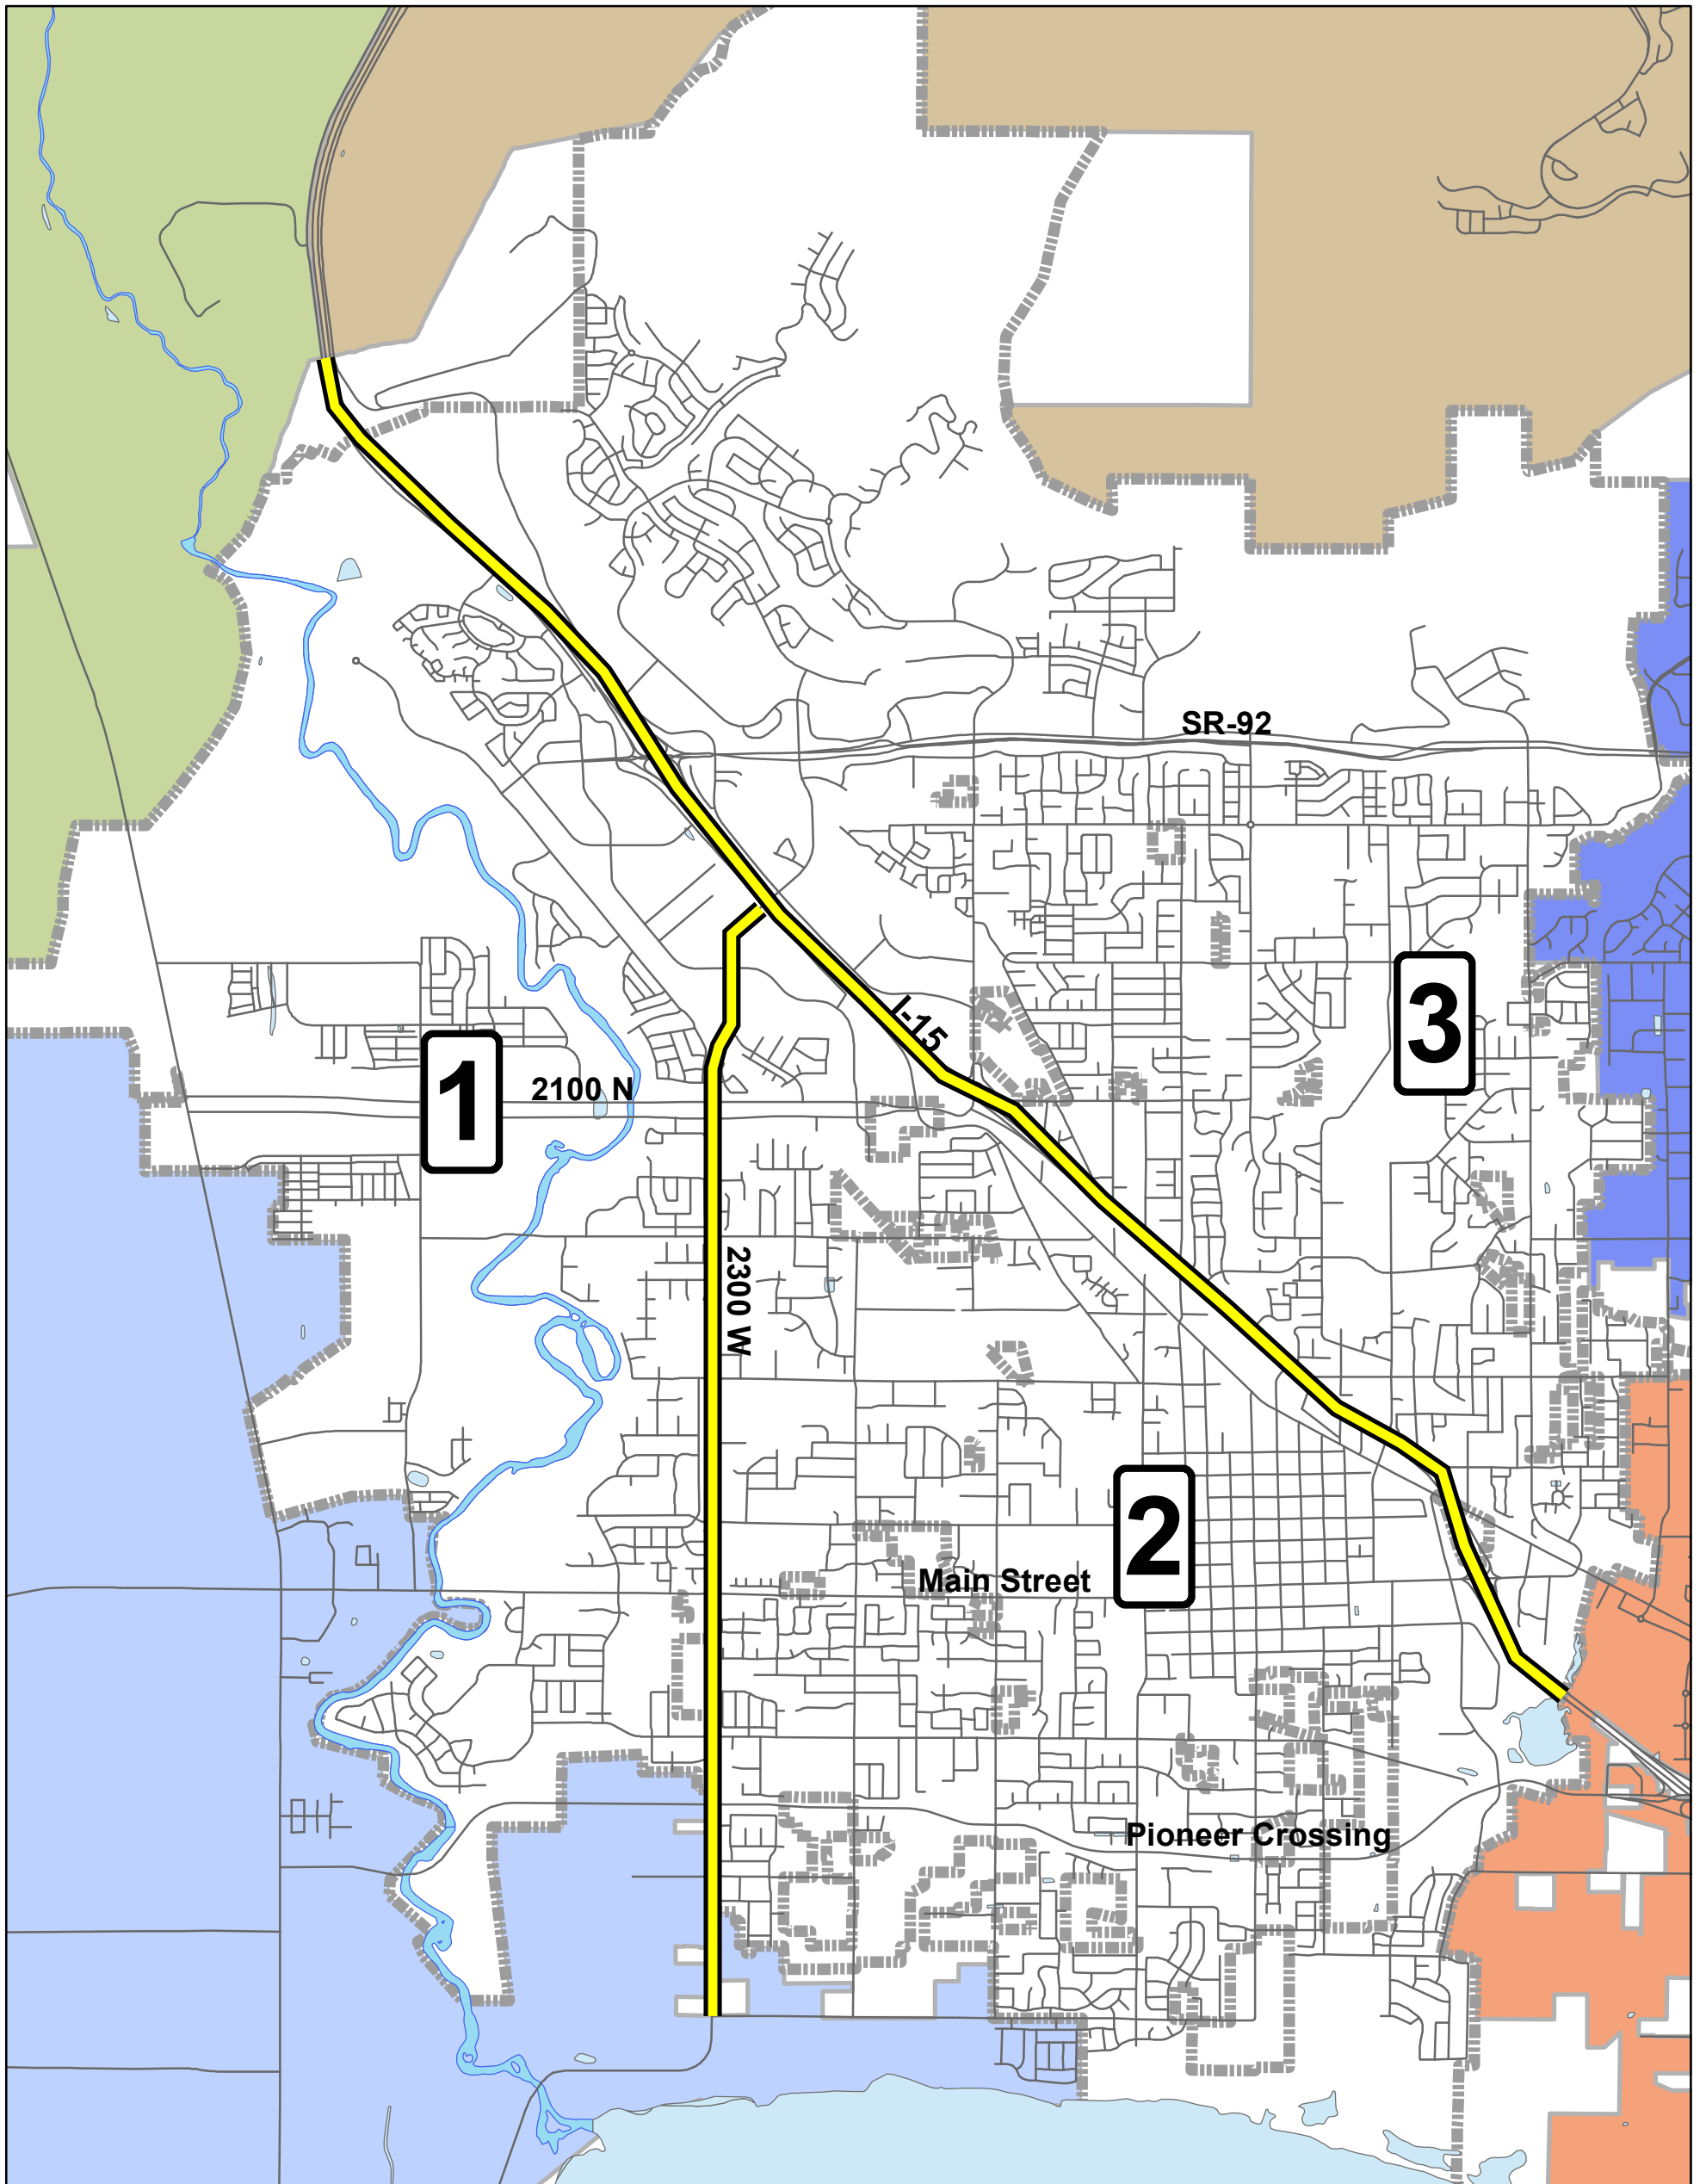 SR-92
I-15
3
1
2100 N
2300 W
2
Main Street
Pioneer Crossing